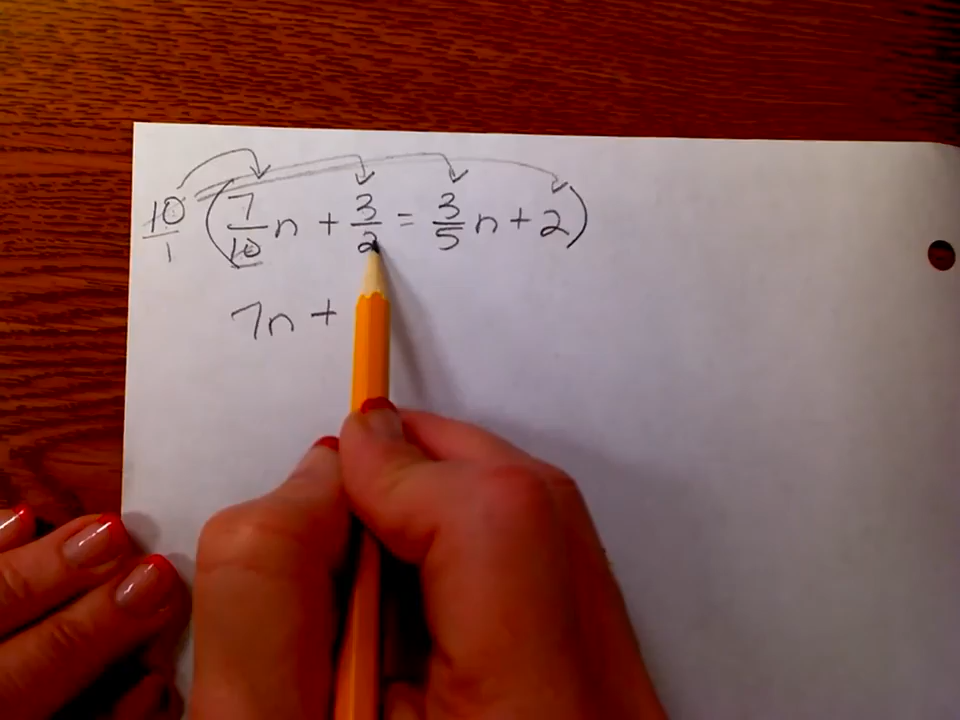 10/1 (7/10 n + 3/2 = 3/5 n + 2)
7n +